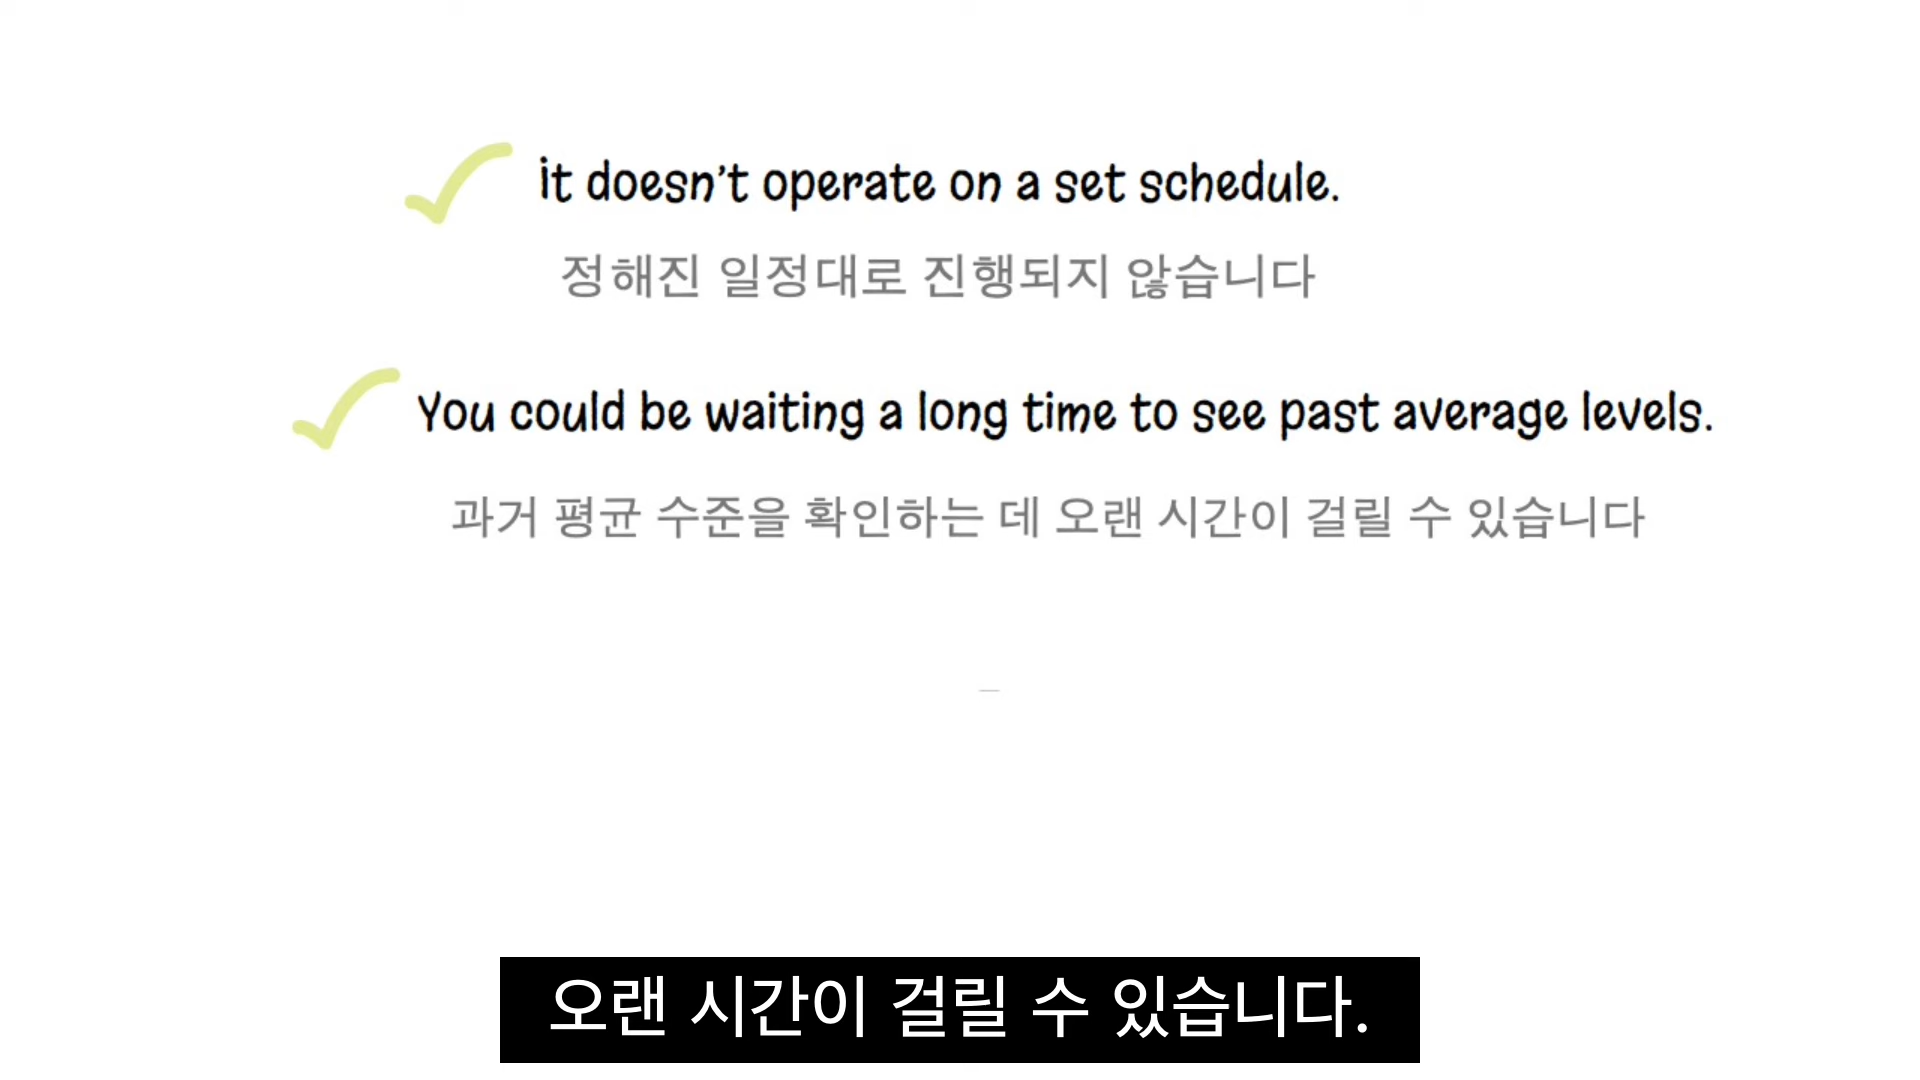 it doesn't operate on a set schedule.
정해진 일정대로 진행되지 않습니다
You could be waiting a long time to see past average levels.
과거 평균 수준을 확인하는 데 오랜 시간이 걸릴 수 있습니다
오랜 시간이 걸릴 수 있습니다.